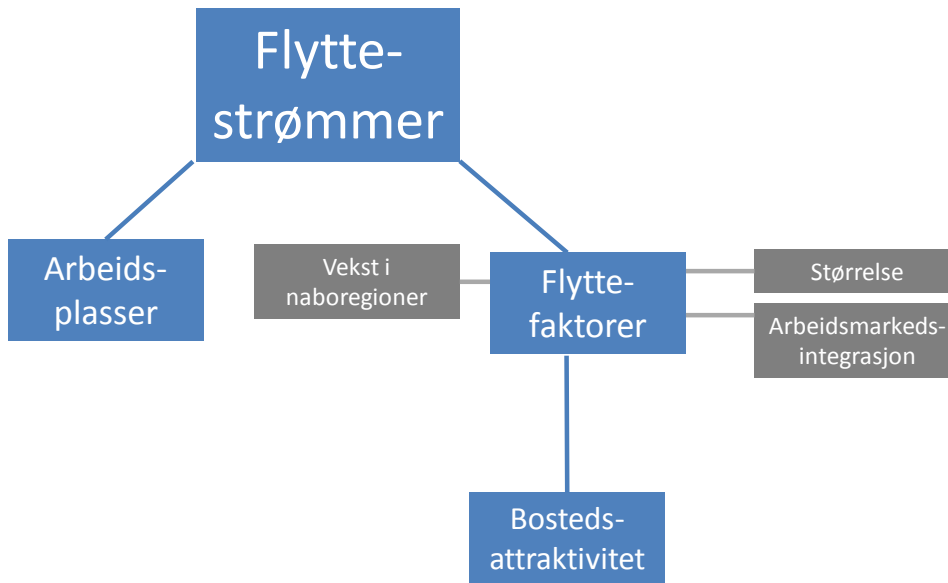 Flytte-
strømmer
Arbeids-
plasser
Vekst i
naboregioner
Flytte-
faktorer
Størrelse
Arbeidsmarkeds-
integrasjon
Bosteds-
attraktivitet